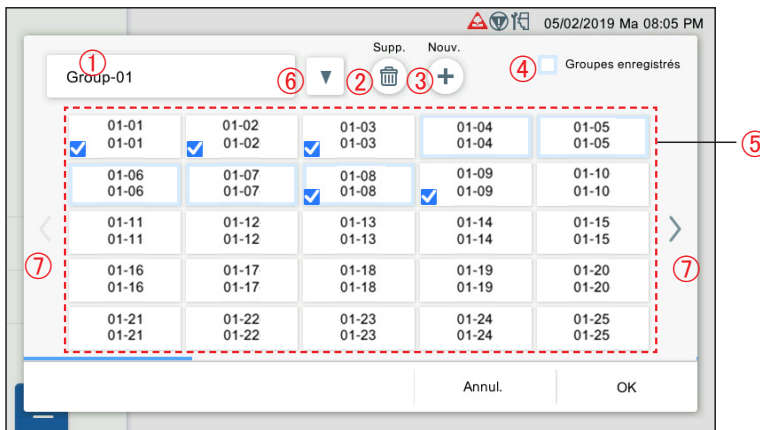 05/02/2019 Ma 08:05 PM
Supp. Nouv.
① ④ Groupes enregistrés
Group-01 ⑥ ▼ ② ③ +
01-01 01-02 01-03 01-04 01-05 ⑤
01-01 01-02 01-03 01-04 01-05
01-06 01-07 01-08 01-09 01-10
01-06 01-07 01-08 01-09 01-10
01-11 01-12 01-13 01-14 01-15
01-11 01-12 01-13 01-14 01-15
⑦ ⑦
01-16 01-17 01-18 01-19 01-20
01-16 01-17 01-18 01-19 01-20
01-21 01-22 01-23 01-24 01-25
01-21 01-22 01-23 01-24 01-25
Annul. OK